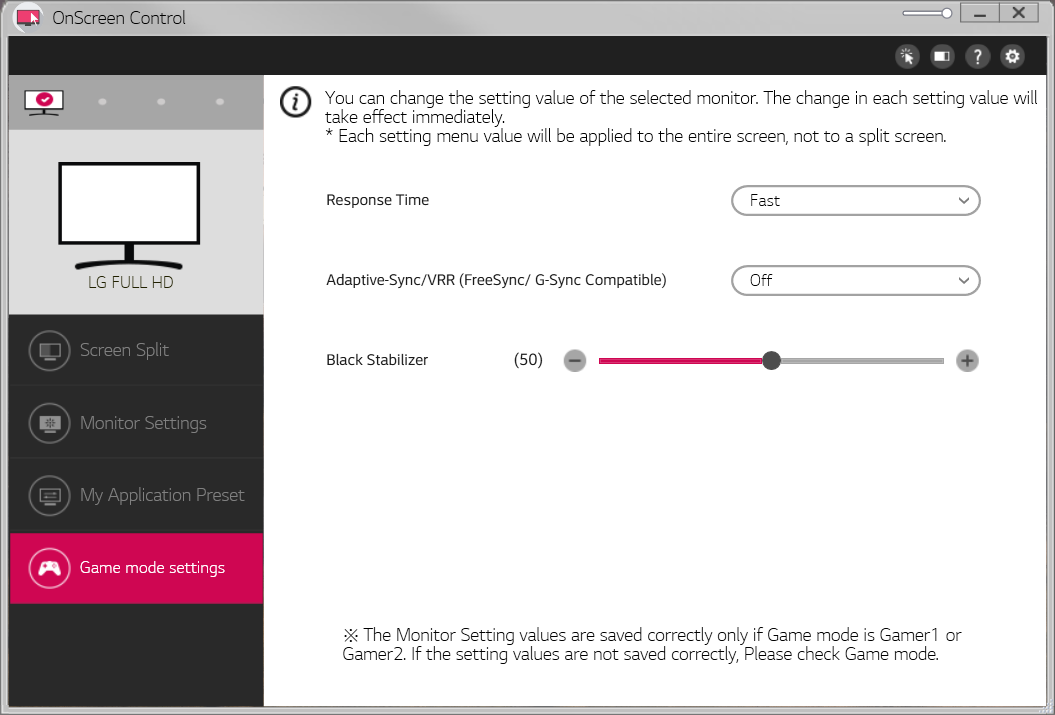 OnScreen Control
You can change the setting value of the selected monitor. The change in each setting value will
take effect immediately.
* Each setting menu value will be applied to the entire screen, not to a split screen.
LG FULL HD
Screen Split
Monitor Settings
My Application Preset
Game mode settings
Response Time
Fast
Adaptive-Sync/VRR (FreeSync/ G-Sync Compatible)
Off
Black Stabilizer (50)
※ The Monitor Setting values are saved correctly only if Game mode is Gamer1 or
Gamer2. If the setting values are not saved correctly, Please check Game mode.